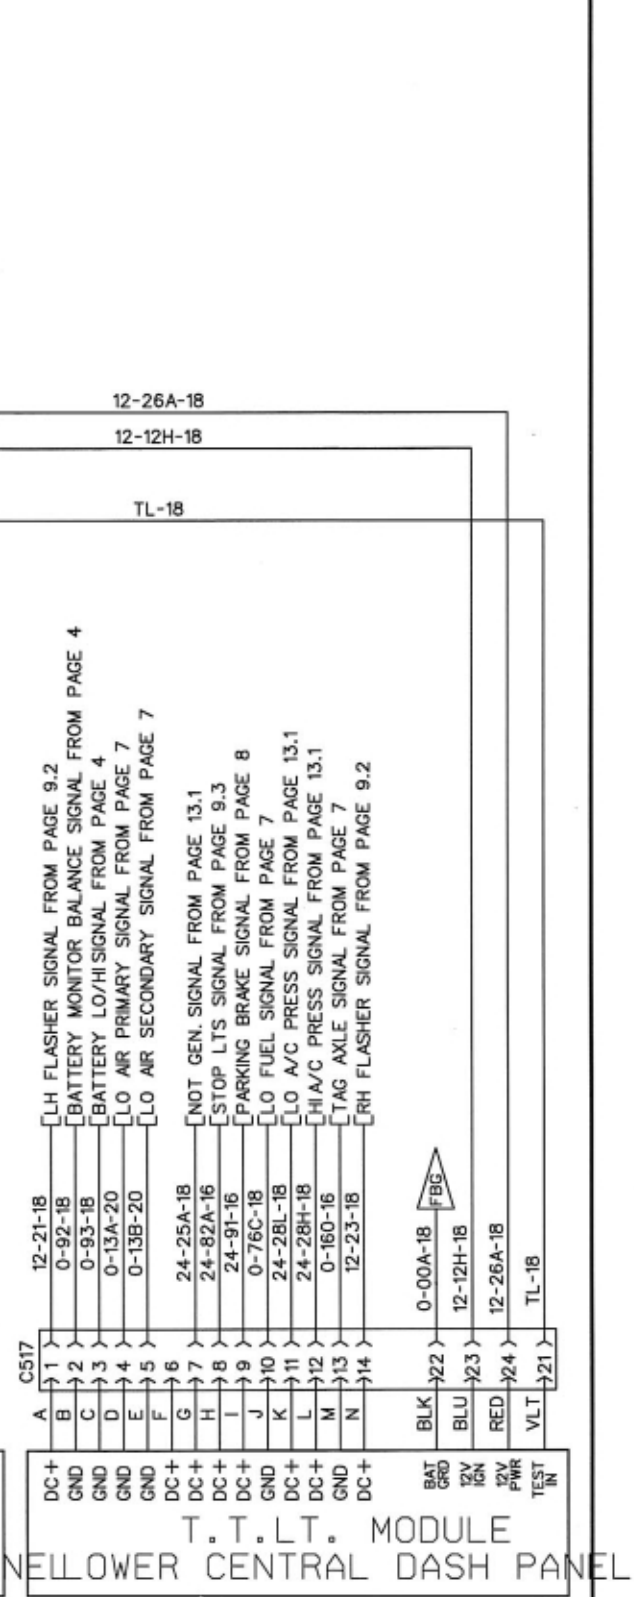 12-26A-18
12-12H-18
TL-18
LH FLASHER SIGNAL FROM PAGE 9.2
BATTERY MONITOR BALANCE SIGNAL FROM PAGE 4
BATTERY LO/HI SIGNAL FROM PAGE 4
LO AIR PRIMARY SIGNAL FROM PAGE 7
LO AIR SECONDARY SIGNAL FROM PAGE 7
NOT GEN. SIGNAL FROM PAGE 13.1
STOP LTS SIGNAL FROM PAGE 9.3
PARKING BRAKE SIGNAL FROM PAGE 8
LO FUEL SIGNAL FROM PAGE 7
LO A/C PRESS SIGNAL FROM PAGE 13.1
HI A/C PRESS SIGNAL FROM PAGE 13.1
TAG AXLE SIGNAL FROM PAGE 7
RH FLASHER SIGNAL FROM PAGE 9.2
12-21-18
0-92-18
0-93-18
0-13A-20
0-13B-20
24-25A-18
24-82A-16
24-91-16
0-76C-18
24-28L-18
24-28H-18
0-160-16
12-23-18
FBG
0-00A-18
12-12H-18
12-26A-18
TL-18
C517
1
2
3
4
5
6
7
8
9
10
11
12
13
14
22
23
24
21
A
B
C
D
E
F
G
H
I
J
K
L
M
N
BLK
BLU
RED
VLT
DC+
GND
GND
GND
GND
DC+
DC+
DC+
DC+
GND
DC+
DC+
GND
DC+
BAT GRD
12V IGN
12V PWR
TEST IN
T.T.LT. MODULE
NEL LOWER CENTRAL DASH PANEL